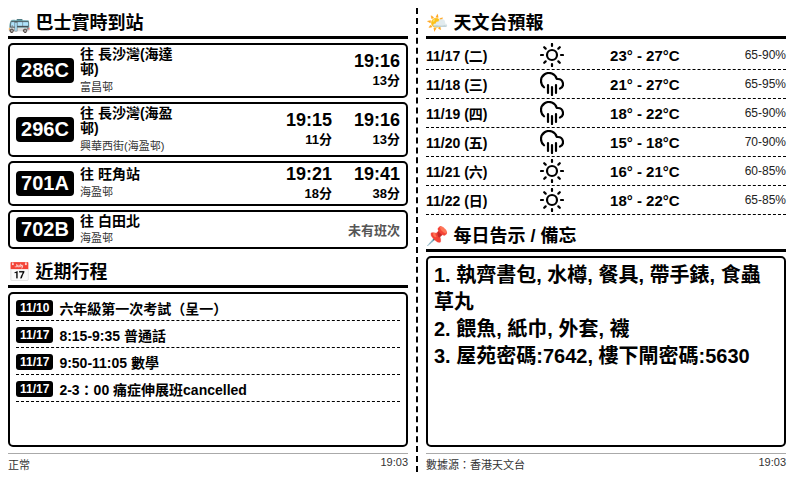 巴士實時到站
286C
往 長沙灣(海達
邨)
富昌邨
19:16
13分
296C
往 長沙灣(海盈
邨)
興華西街(海盈邨)
19:15 19:16
11分 13分
701A
往 旺角站
海盈邨
19:21 19:41
18分 38分
702B
往 白田北
海盈邨
未有班次
近期行程
11/10 六年級第一次考試（呈一）
11/17 8:15-9:35 普通話
11/17 9:50-11:05 數學
11/17 2-3：00 痛症伸展班cancelled
正常 19:03
天文台預報
11/17 (二) 23° - 27°C 65-90%
11/18 (三) 21° - 27°C 65-95%
11/19 (四) 18° - 22°C 65-90%
11/20 (五) 15° - 18°C 70-90%
11/21 (六) 16° - 21°C 60-85%
11/22 (日) 18° - 22°C 65-85%
每日告示 / 備忘
1. 執齊書包, 水樽, 餐具, 帶手錶, 食蟲
草丸
2. 餵魚, 紙巾, 外套, 襪
3. 屋苑密碼:7642, 樓下閘密碼:5630
數據源：香港天文台 19:03